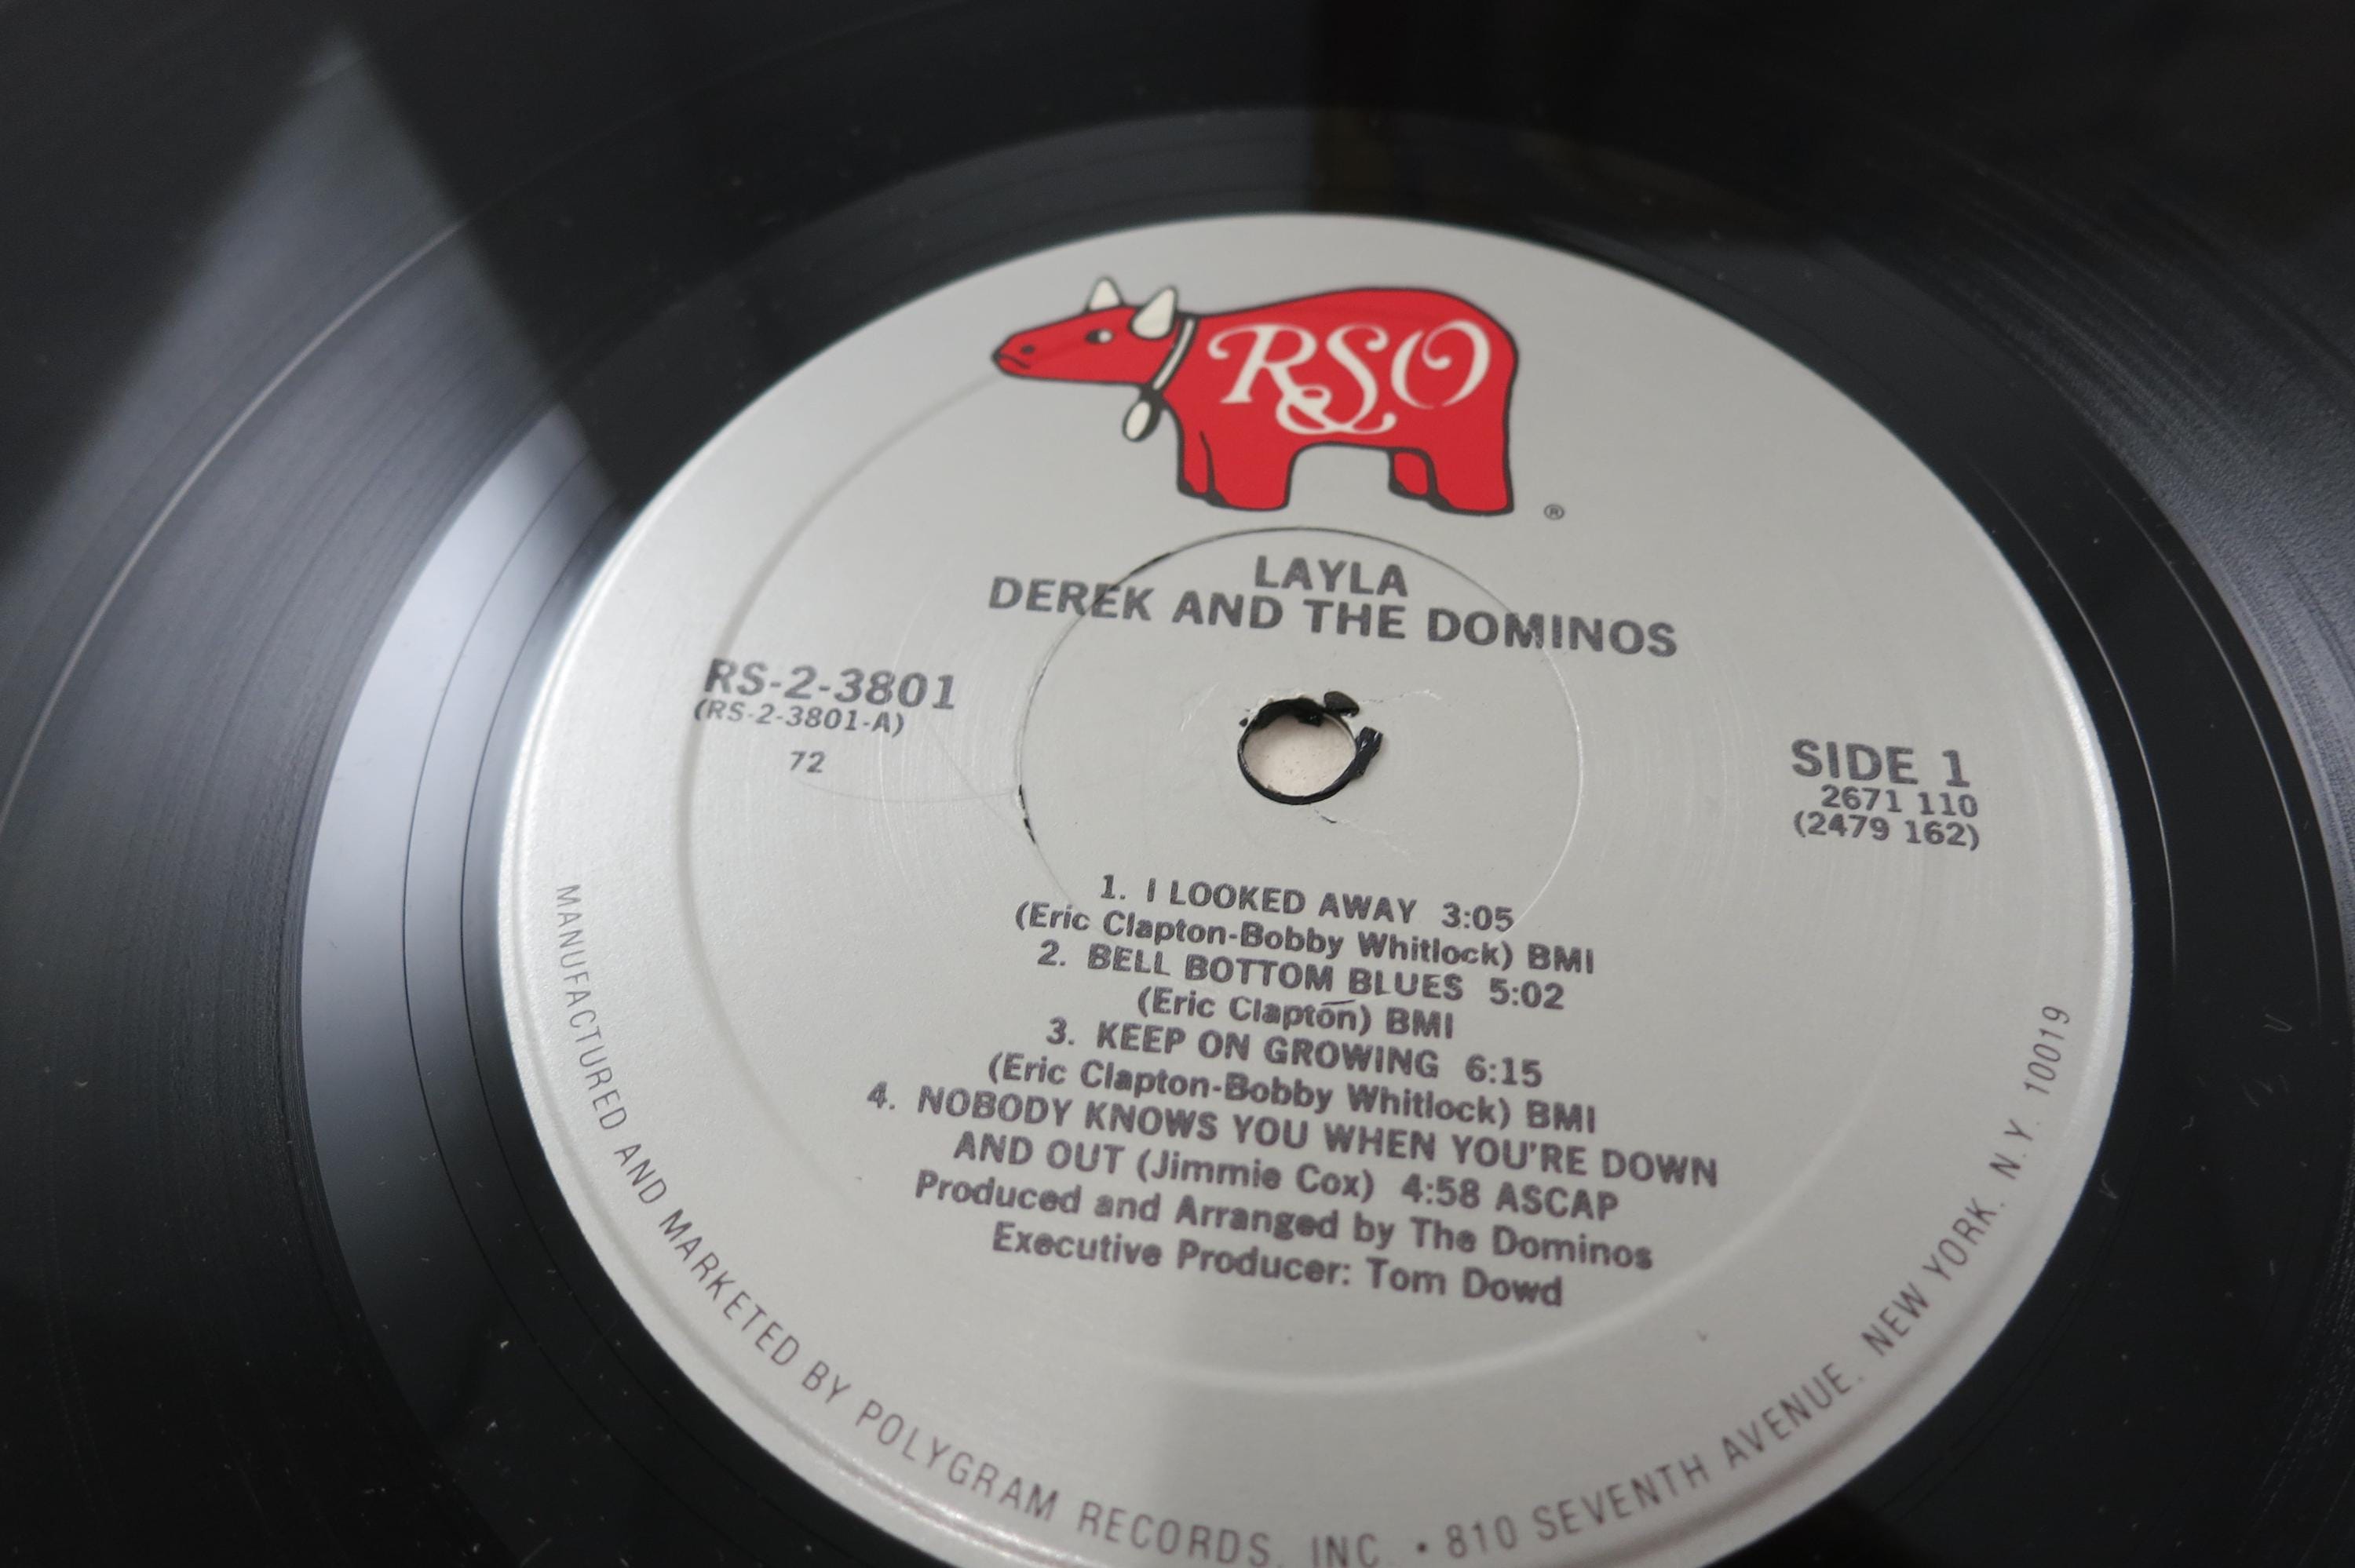 RSO
®
LAYLA
DEREK AND THE DOMINOS
RS-2-3801
(RS-2-3801-A)
72
SIDE 1
2671 110
(2479 162)
1. I LOOKED AWAY 3:05
(Eric Clapton-Bobby Whitlock) BMI
2. BELL BOTTOM BLUES 5:02
(Eric Clapton) BMI
3. KEEP ON GROWING 6:15
(Eric Clapton-Bobby Whitlock) BMI
4. NOBODY KNOWS YOU WHEN YOU'RE DOWN
AND OUT (Jimmie Cox) 4:58 ASCAP
Produced and Arranged by The Dominos
Executive Producer: Tom Dowd
MANUFACTURED AND MARKETED BY POLYGRAM RECORDS, INC. • 810 SEVENTH AVENUE, NEW YORK, N.Y. 10019